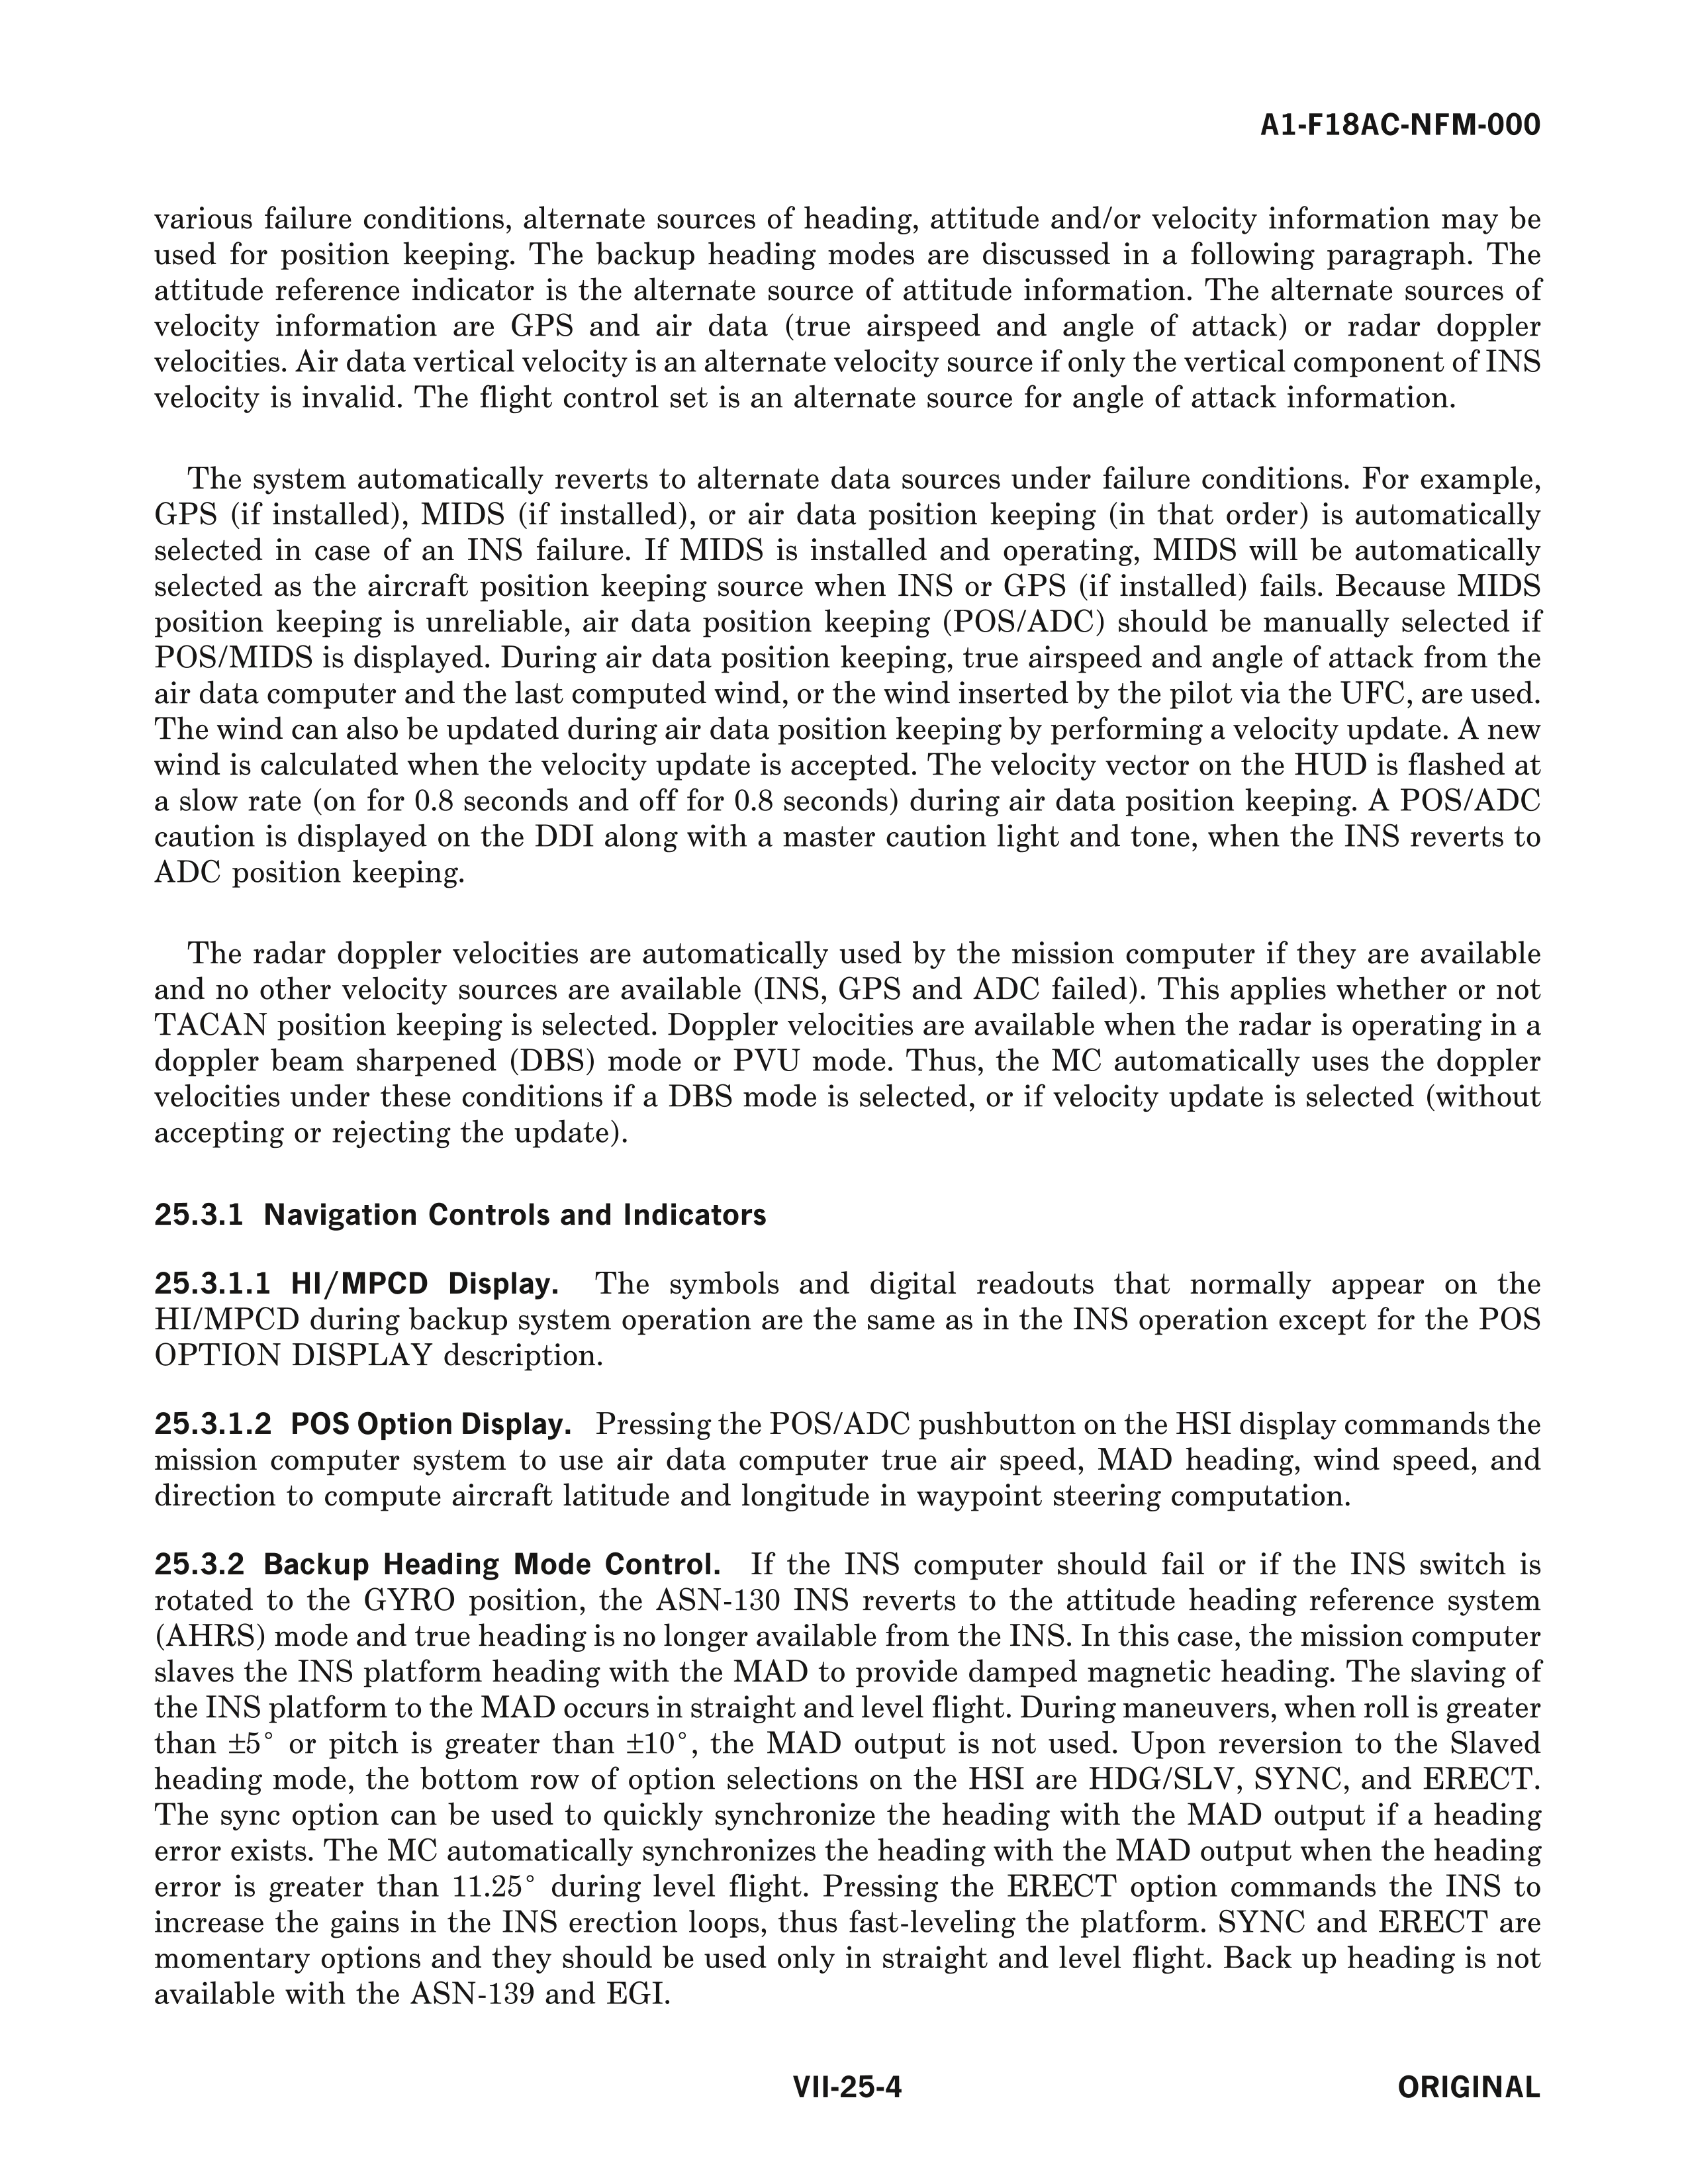 A1-F18AC-NFM-000
various failure conditions, alternate sources of heading, attitude and/or velocity information may be
used for position keeping. The backup heading modes are discussed in a following paragraph. The
attitude reference indicator is the alternate source of attitude information. The alternate sources of
velocity information are GPS and air data (true airspeed and angle of attack) or radar doppler
velocities. Air data vertical velocity is an alternate velocity source if only the vertical component of INS
velocity is invalid. The flight control set is an alternate source for angle of attack information.
The system automatically reverts to alternate data sources under failure conditions. For example,
GPS (if installed), MIDS (if installed), or air data position keeping (in that order) is automatically
selected in case of an INS failure. If MIDS is installed and operating, MIDS will be automatically
selected as the aircraft position keeping source when INS or GPS (if installed) fails. Because MIDS
position keeping is unreliable, air data position keeping (POS/ADC) should be manually selected if
POS/MIDS is displayed. During air data position keeping, true airspeed and angle of attack from the
air data computer and the last computed wind, or the wind inserted by the pilot via the UFC, are used.
The wind can also be updated during air data position keeping by performing a velocity update. A new
wind is calculated when the velocity update is accepted. The velocity vector on the HUD is flashed at
a slow rate (on for 0.8 seconds and off for 0.8 seconds) during air data position keeping. A POS/ADC
caution is displayed on the DDI along with a master caution light and tone, when the INS reverts to
ADC position keeping.
The radar doppler velocities are automatically used by the mission computer if they are available
and no other velocity sources are available (INS, GPS and ADC failed). This applies whether or not
TACAN position keeping is selected. Doppler velocities are available when the radar is operating in a
doppler beam sharpened (DBS) mode or PVU mode. Thus, the MC automatically uses the doppler
velocities under these conditions if a DBS mode is selected, or if velocity update is selected (without
accepting or rejecting the update).
25.3.1 Navigation Controls and Indicators
25.3.1.1 HI/MPCD Display. The symbols and digital readouts that normally appear on the
HI/MPCD during backup system operation are the same as in the INS operation except for the POS
OPTION DISPLAY description.
25.3.1.2 POS Option Display. Pressing the POS/ADC pushbutton on the HSI display commands the
mission computer system to use air data computer true air speed, MAD heading, wind speed, and
direction to compute aircraft latitude and longitude in waypoint steering computation.
25.3.2 Backup Heading Mode Control. If the INS computer should fail or if the INS switch is
rotated to the GYRO position, the ASN-130 INS reverts to the attitude heading reference system
(AHRS) mode and true heading is no longer available from the INS. In this case, the mission computer
slaves the INS platform heading with the MAD to provide damped magnetic heading. The slaving of
the INS platform to the MAD occurs in straight and level flight. During maneuvers, when roll is greater
than ±5° or pitch is greater than ±10°, the MAD output is not used. Upon reversion to the Slaved
heading mode, the bottom row of option selections on the HSI are HDG/SLV, SYNC, and ERECT.
The sync option can be used to quickly synchronize the heading with the MAD output if a heading
error exists. The MC automatically synchronizes the heading with the MAD output when the heading
error is greater than 11.25° during level flight. Pressing the ERECT option commands the INS to
increase the gains in the INS erection loops, thus fast-leveling the platform. SYNC and ERECT are
momentary options and they should be used only in straight and level flight. Back up heading is not
available with the ASN-139 and EGI.
VII-25-4
ORIGINAL